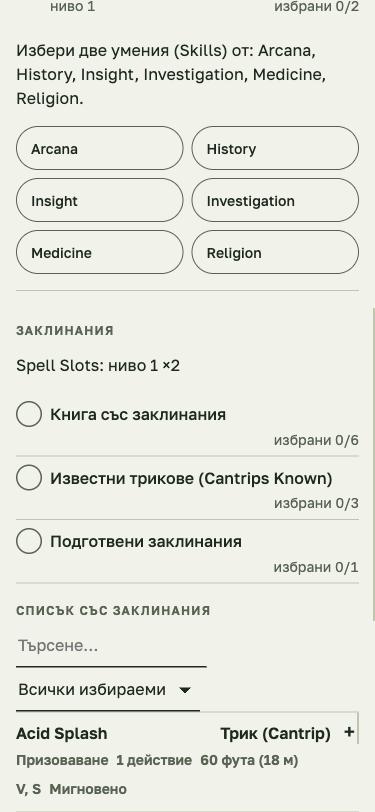 ниво 1 избрани 0/2
Избери две умения (Skills) от: Arcana,
History, Insight, Investigation, Medicine,
Religion.
Arcana History
Insight Investigation
Medicine Religion
ЗАКЛИНАНИЯ
Spell Slots: ниво 1 ×2
Книга със заклинания
избрани 0/6
Известни трикове (Cantrips Known)
избрани 0/3
Подготвени заклинания
избрани 0/1
СПИСЪК СЪС ЗАКЛИНАНИЯ
Търсене...
Всички избираеми
Acid Splash Трик (Cantrip) +
Призоваване 1 действие 60 фута (18 м)
V, S Мигновено